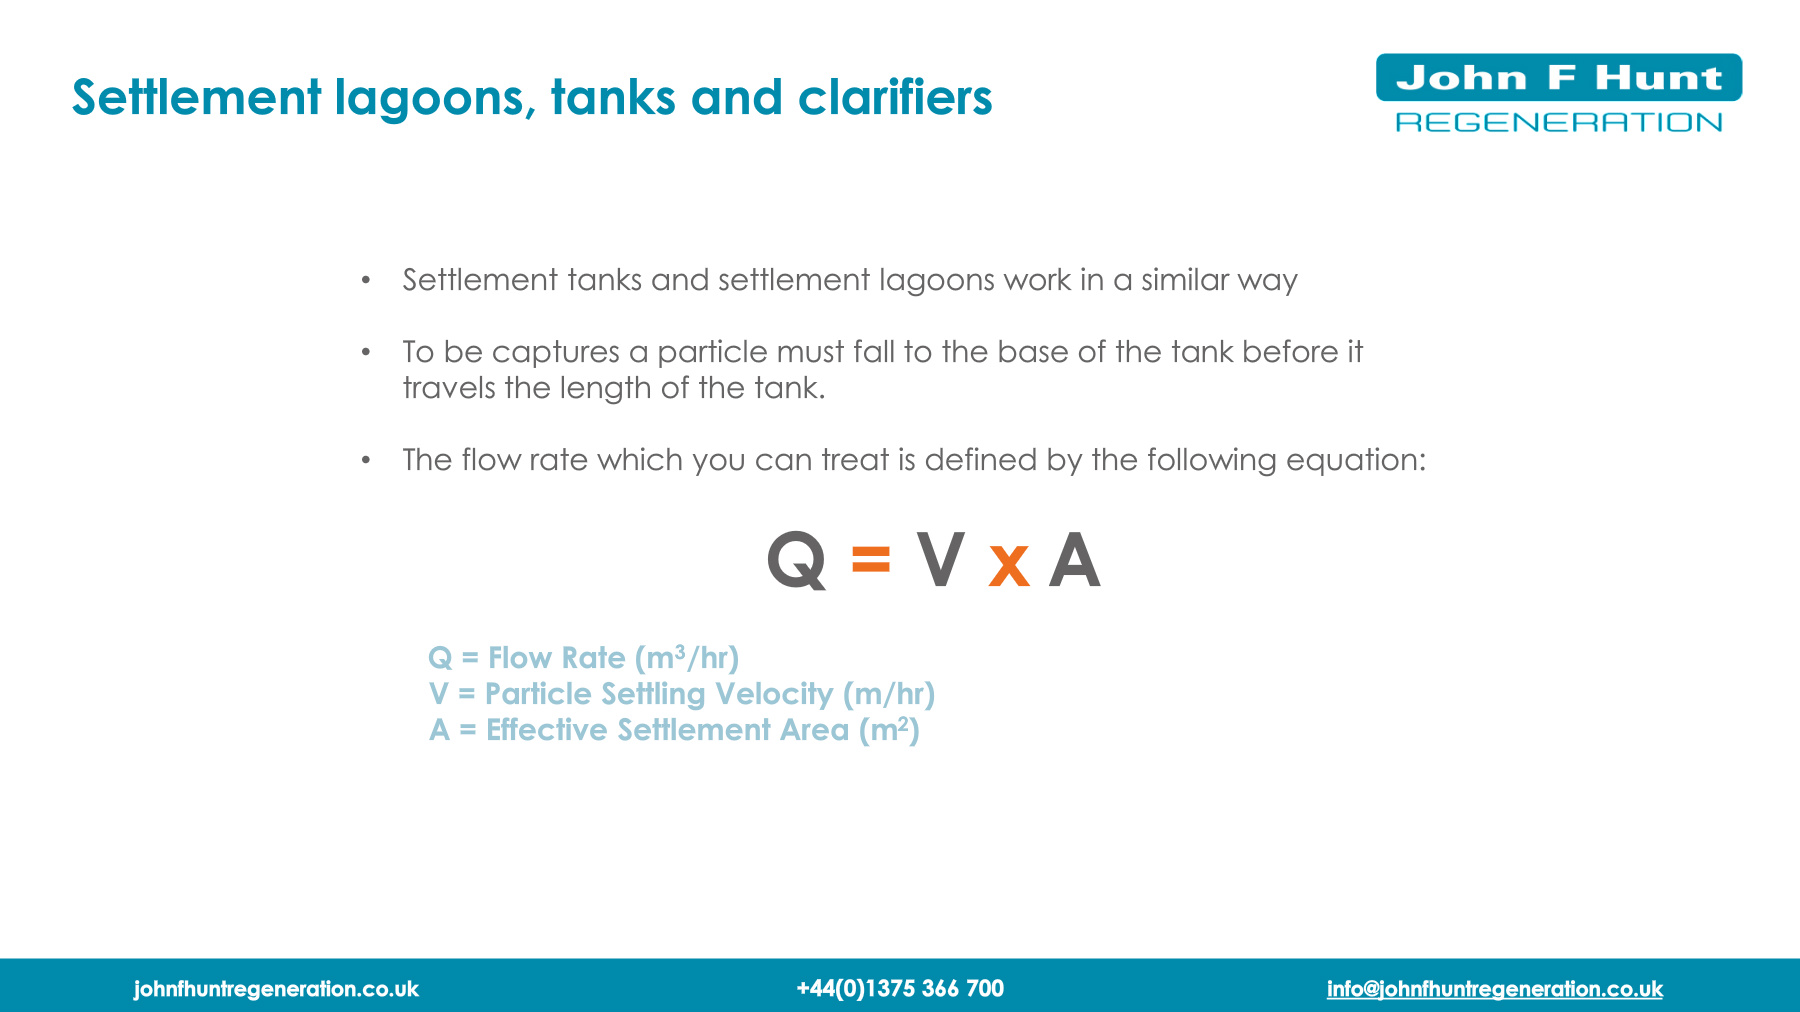 Settlement lagoons, tanks and clarifiers
John F Hunt
REGENERATION
• Settlement tanks and settlement lagoons work in a similar way
• To be captures a particle must fall to the base of the tank before it
travels the length of the tank.
• The flow rate which you can treat is defined by the following equation:
Q = V x A
Q = Flow Rate (m³/hr)
V = Particle Settling Velocity (m/hr)
A = Effective Settlement Area (m²)
johnfhuntregeneration.co.uk
+44(0)1375 366 700
info@johnfhuntregeneration.co.uk